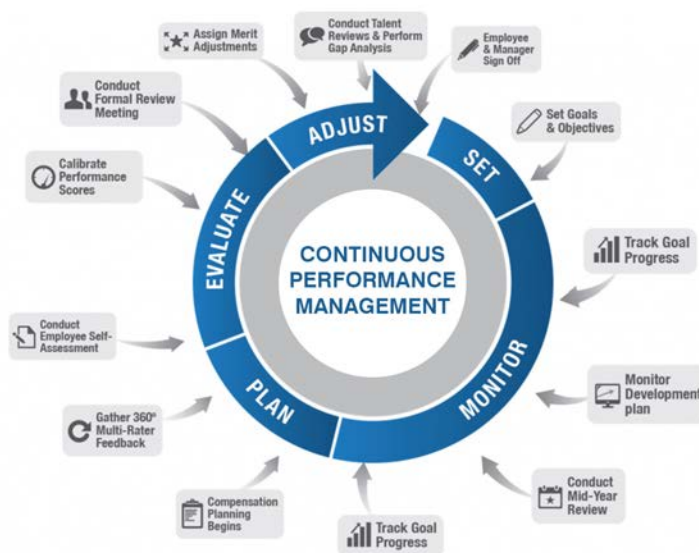 CONTINUOUS
PERFORMANCE
MANAGEMENT
ADJUST
SET
MONITOR
PLAN
EVALUATE
Employee
& Manager
Sign Off
Set Goals
& Objectives
Track Goal
Progress
Monitor
Development
plan
Conduct
Mid-Year
Review
Track Goal
Progress
Compensation
Planning
Begins
Gather 360º
Multi-Rater
Feedback
Conduct
Employee Self-
Assessment
Calibrate
Performance
Scores
Conduct
Formal Review
Meeting
Assign Merit
Adjustments
Conduct Talent
Reviews & Perform
Gap Analysis